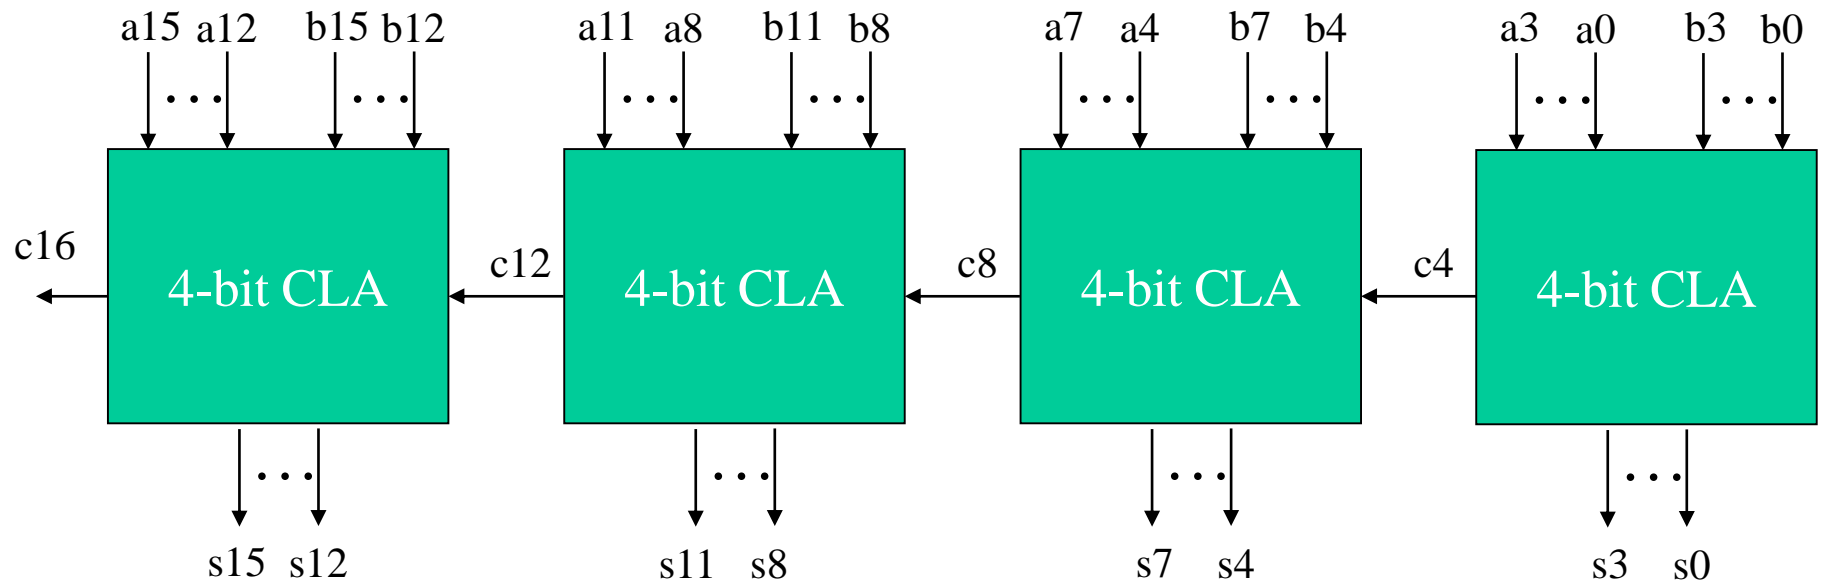 a15 a12 b15 b12 a11 a8 b11 b8 a7 a4 b7 b4 a3 a0 b3 b0
c16 c12 c8 c4
4-bit CLA 4-bit CLA 4-bit CLA 4-bit CLA
s15 s12 s11 s8 s7 s4 s3 s0